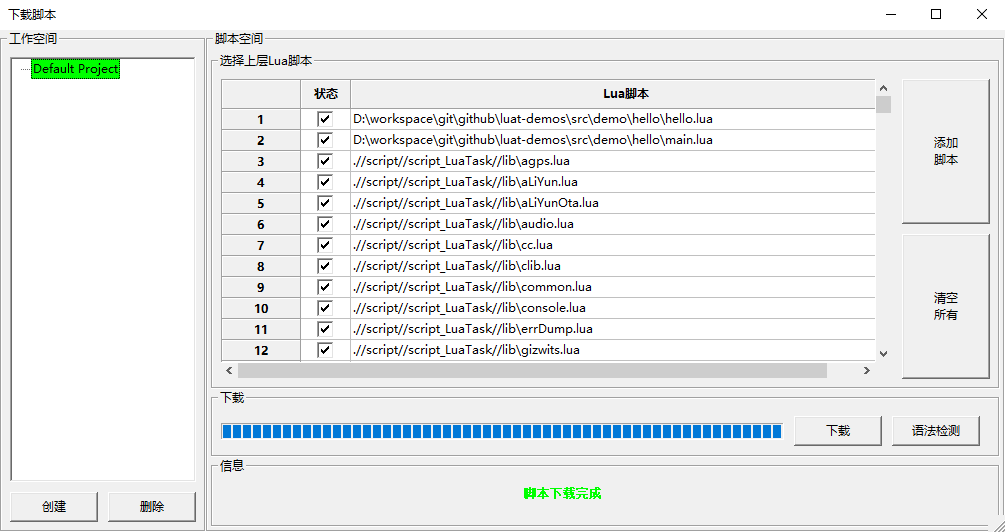 下载脚本
工作空间
Default Project
创建
删除
脚本空间
选择上层Lua脚本
状态 Lua脚本
1 D:\workspace\git\github\luat-demos\src\demo\hello\hello.lua
2 D:\workspace\git\github\luat-demos\src\demo\hello\main.lua
3 .//script//script_LuaTask//lib\agps.lua
4 .//script//script_LuaTask//lib\aLiYun.lua
5 .//script//script_LuaTask//lib\aLiYunOta.lua
6 .//script//script_LuaTask//lib\audio.lua
7 .//script//script_LuaTask//lib\cc.lua
8 .//script//script_LuaTask//lib\clib.lua
9 .//script//script_LuaTask//lib\common.lua
10 .//script//script_LuaTask//lib\console.lua
11 .//script//script_LuaTask//lib\errDump.lua
12 .//script//script_LuaTask//lib\gizwits.lua
添加
脚本
清空
所有
下载
下载
语法检测
信息
脚本下载完成